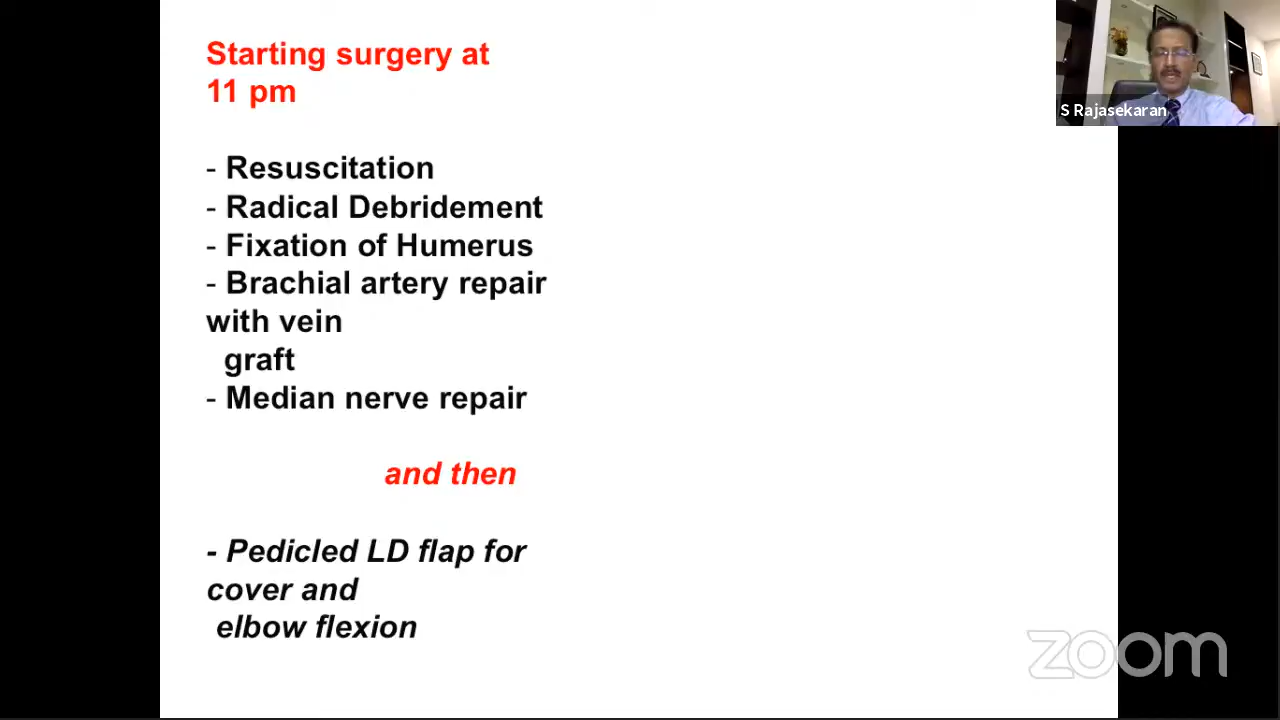 Starting surgery at
11 pm
- Resuscitation
- Radical Debridement
- Fixation of Humerus
- Brachial artery repair
with vein
graft
- Median nerve repair
and then
- Pedicled LD flap for
cover and
elbow flexion
S Rajasekaran
zoom